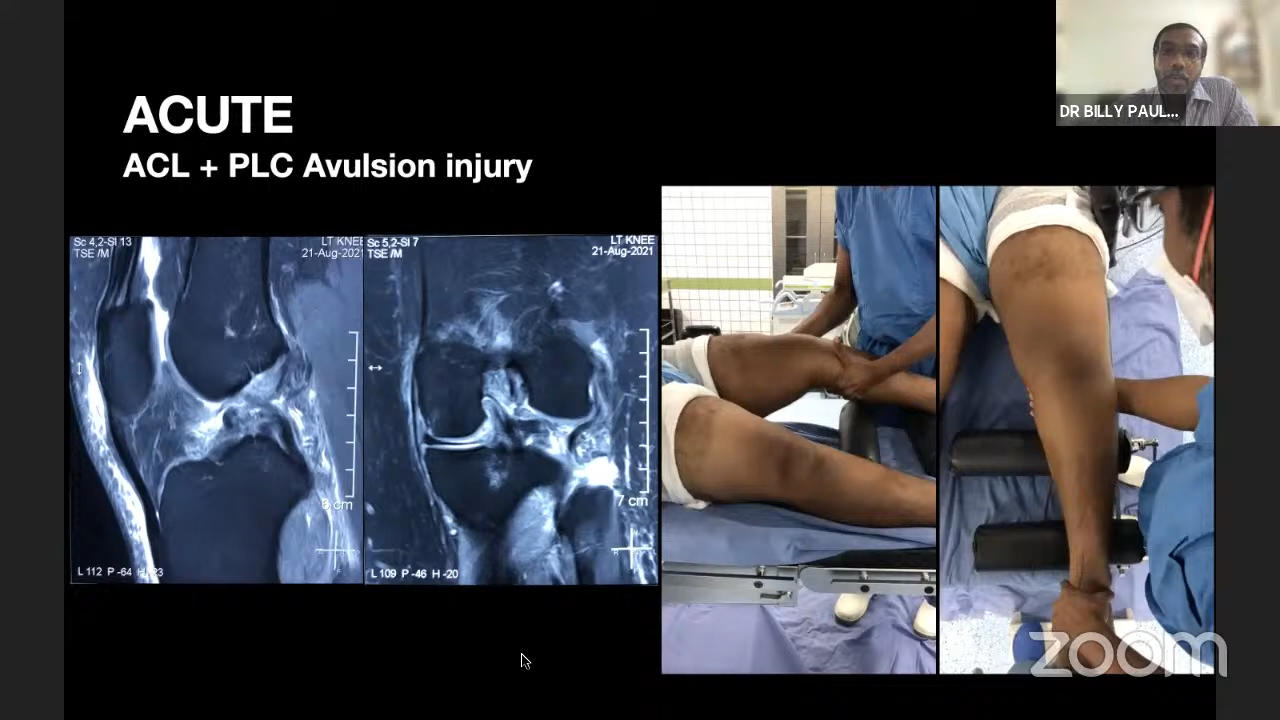 DR BILLY PAUL...
ACUTE
ACL + PLC Avulsion injury
Sc 4,2-SI 13
TSE /M
LT KNEE
21-Aug-2021
Sc 5,2-SI 7
TSE /M
LT KNEE
21-Aug-2021
cm
7 cm
L 112 P -64
L 109 P -46 H -20
zoom